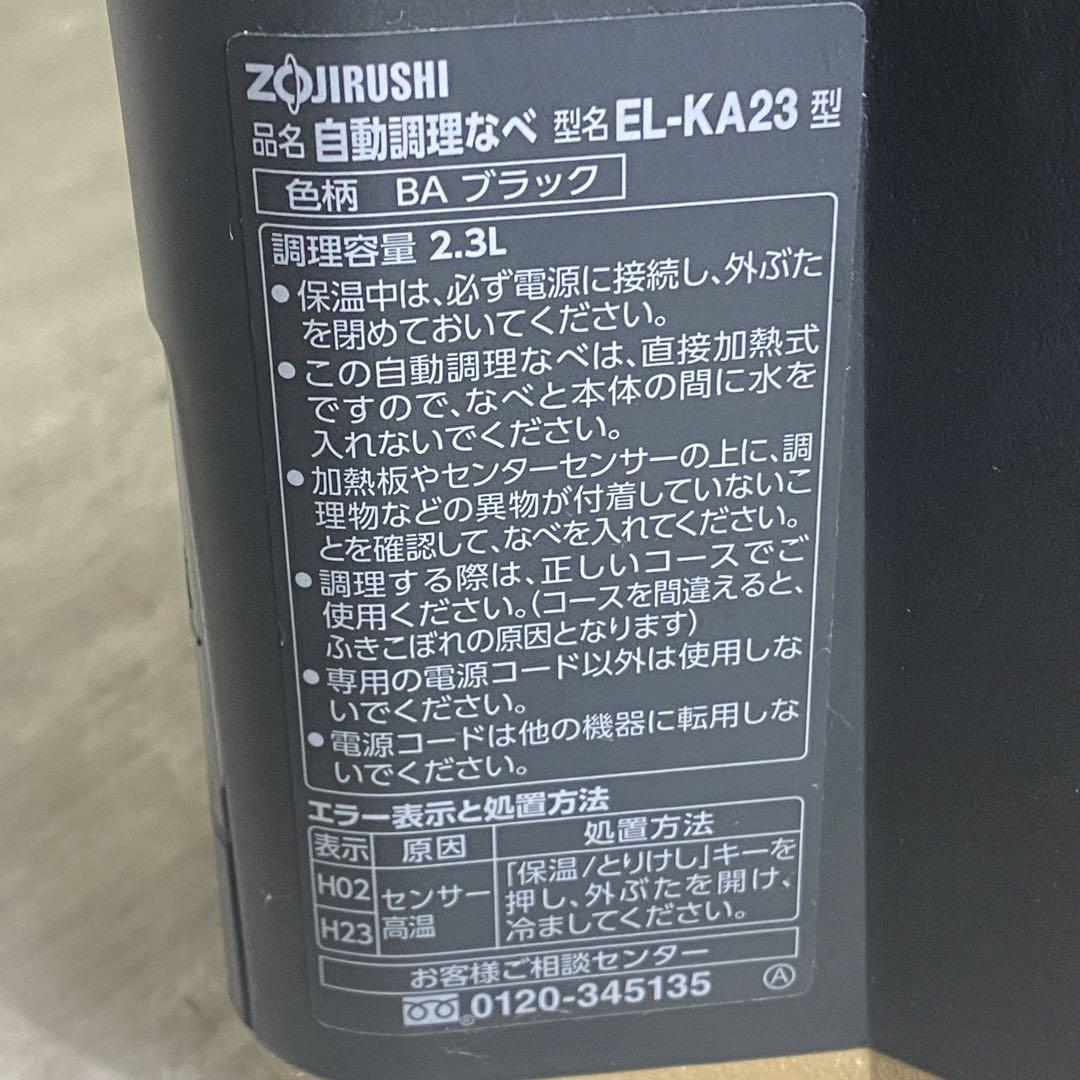 ZOJIRUSHI
品名 自動調理なべ 型名 EL-KA23 型
色柄 BA ブラック
調理容量 2.3L
●保温中は、必ず電源に接続し、外ぶた
を閉めておいてください。
●この自動調理なべは、直接加熱式
ですので、なべと本体の間に水を
入れないでください。
●加熱板やセンターセンサーの上に、調
理物などの異物が付着していないこ
とを確認して、なべを入れてください。
●調理する際は、正しいコースでご
使用ください。(コースを間違えると、
ふきこぼれの原因となります)
●専用の電源コード以外は使用しな
いでください。
●電源コードは他の機器に転用しな
いでください。
エラー表示と処置方法
表示 原因 処置方法
H02 センサー 「保温/とりけし」キーを
押し、外ぶたを開け、
H23 高温 冷ましてください。
お客様ご相談センター
0120-345135 Ⓐ